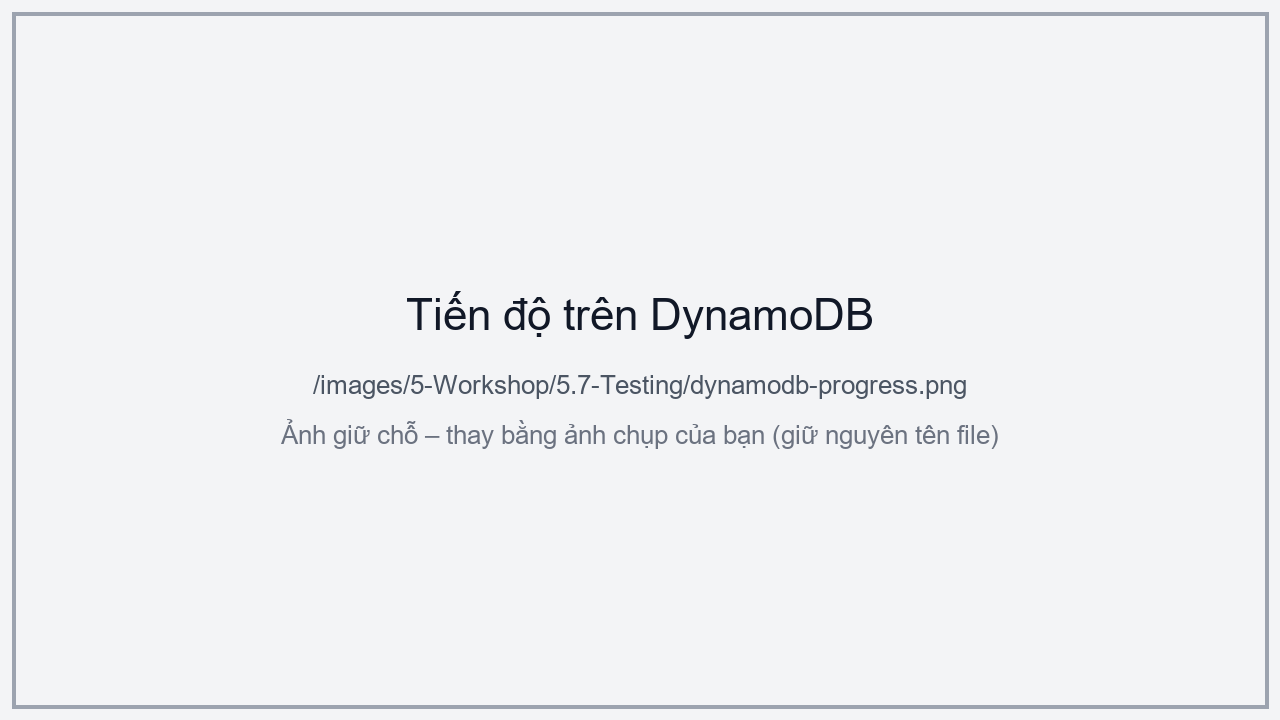 Tiến độ trên DynamoDB
/images/5-Workshop/5.7-Testing/dynamodb-progress.png
Ảnh giữ chỗ – thay bằng ảnh chụp của bạn (giữ nguyên tên file)